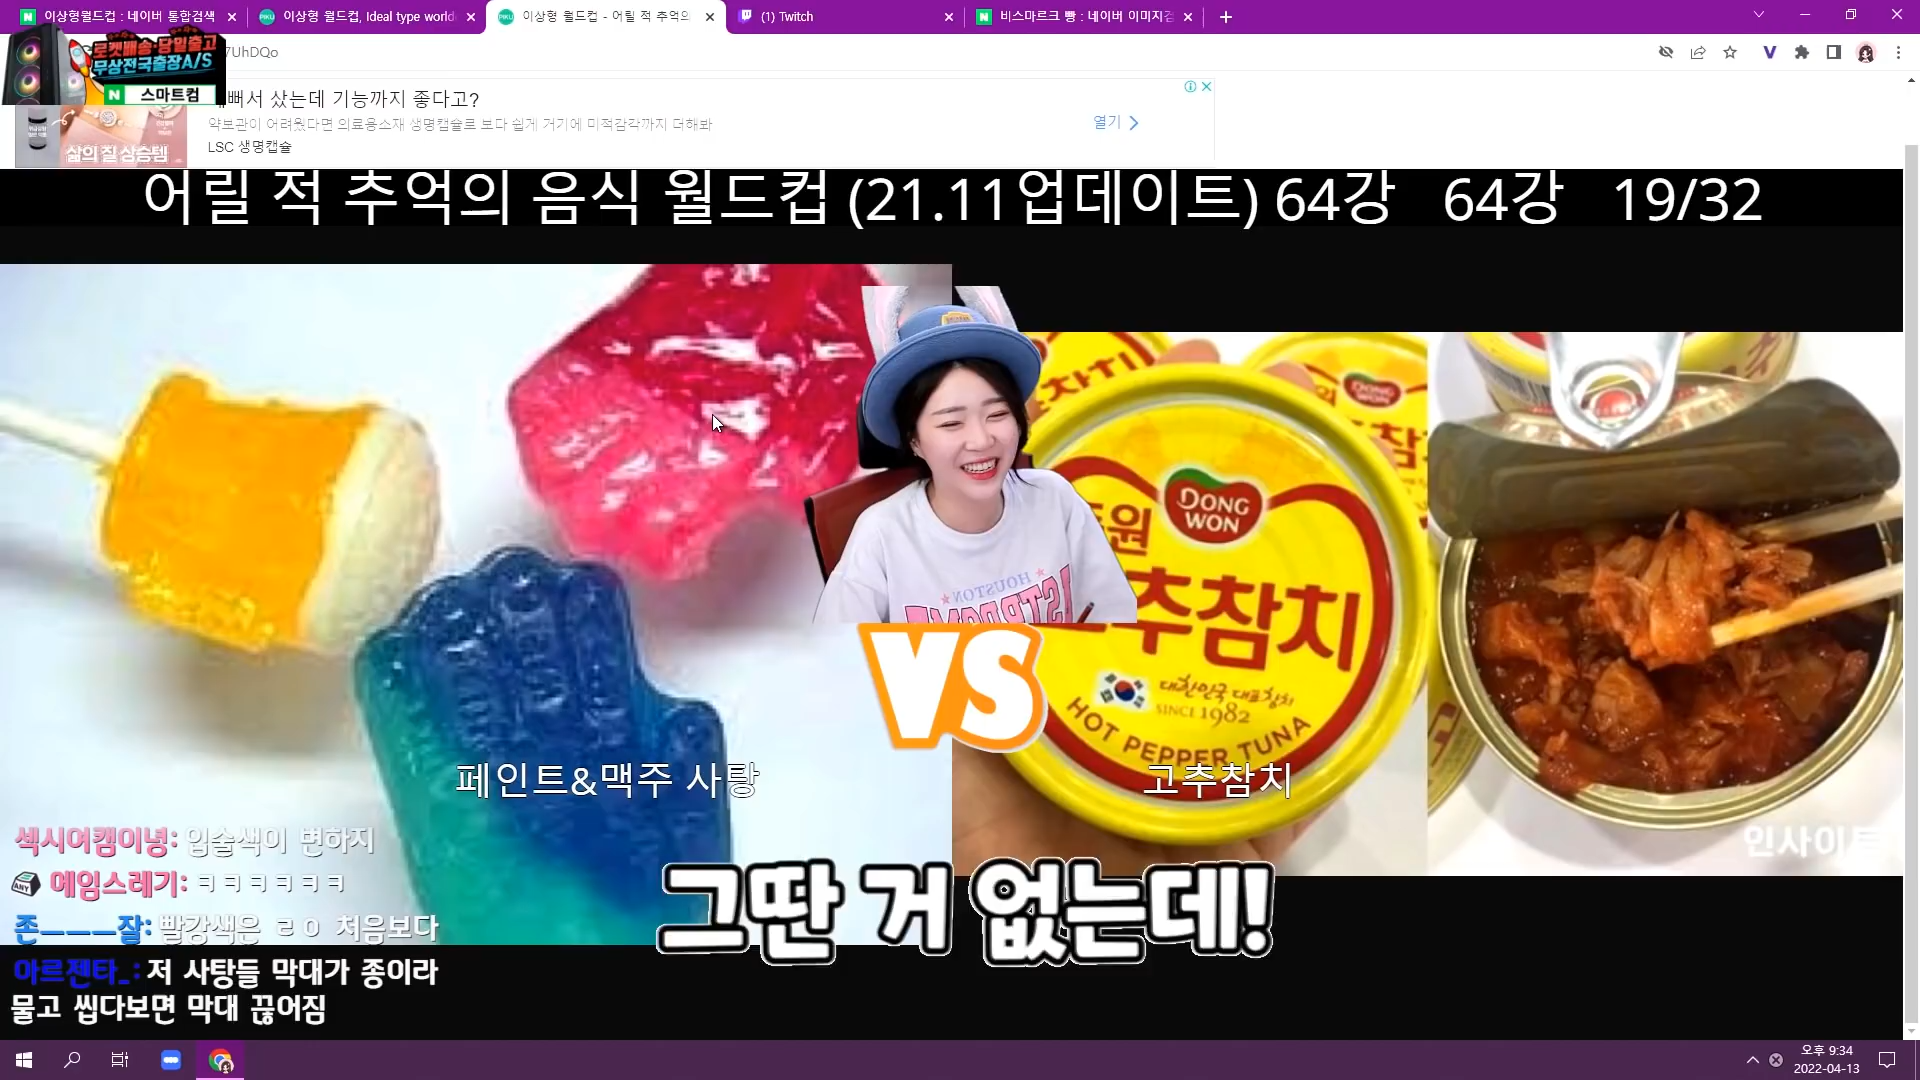 이상형월드컵 : 네이버 통합검색
이상형 월드컵, Ideal type world
이상형 월드컵 - 어릴 적 추억의
(1) Twitch
비스마르크 빵 : 네이버 이미지검
7UhDQo
로켓배송·당일출고
무상전국출장A/S
N 스마트컴
삶의 질 상승템
뻐서 샀는데 기능까지 좋다고?
약보관이 어려웠다면 의료용소재 생명캡슐로 보다 쉽게 거기에 미적감각까지 더해봐
LSC 생명캡슐
열기
어릴 적 추억의 음식 월드컵 (21.11업데이트) 64강 64강 19/32
DONG
WON
동원
고추참치
대한민국 대표참치
SINCE 1982
HOT PEPPER TUNA
HOUSTON
VS
페인트&맥주 사탕
고추참치
인사이트
섹시어캠이녕: 입술색이 변하지
에임스레기: ㅋㅋㅋㅋㅋㅋ
존ㅡㅡㅡ잘: 빨강색은 ㄹㅇ 처음보다
아르젠타_: 저 사탕들 막대가 종이라
물고 씹다보면 막대 끊어짐
그딴 거 없는데!
오후 9:34
2022-04-13